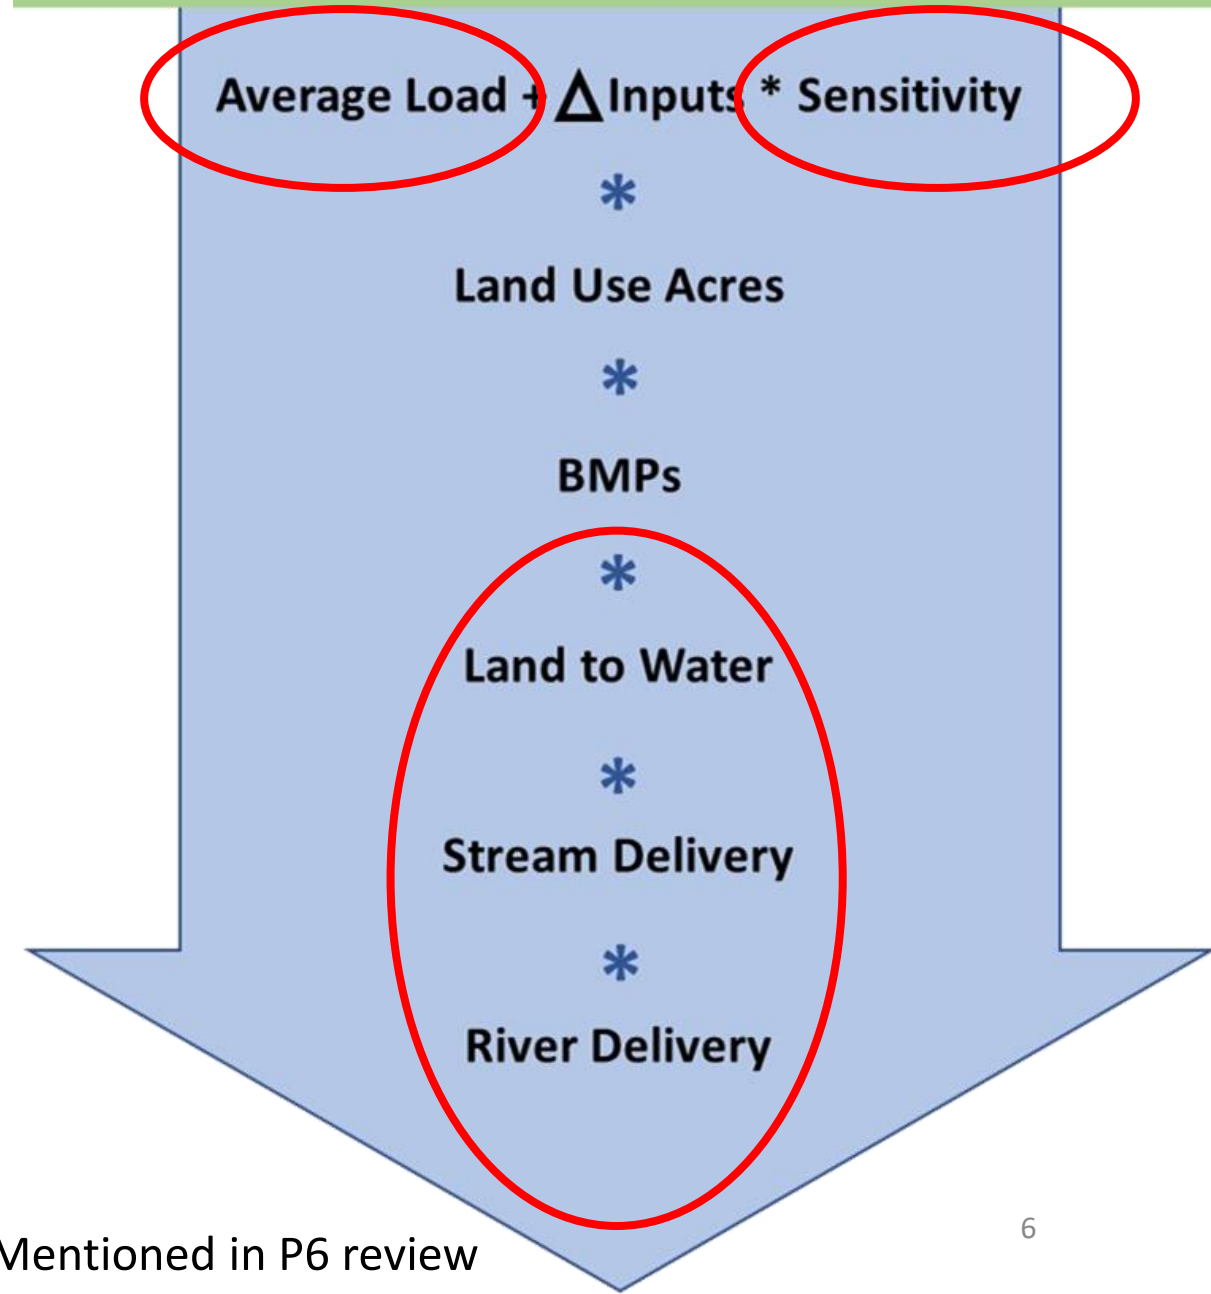 Average Load + Δ Inputs * Sensitivity
*
Land Use Acres
*
BMPs
*
Land to Water
*
Stream Delivery
*
River Delivery
6
Mentioned in P6 review